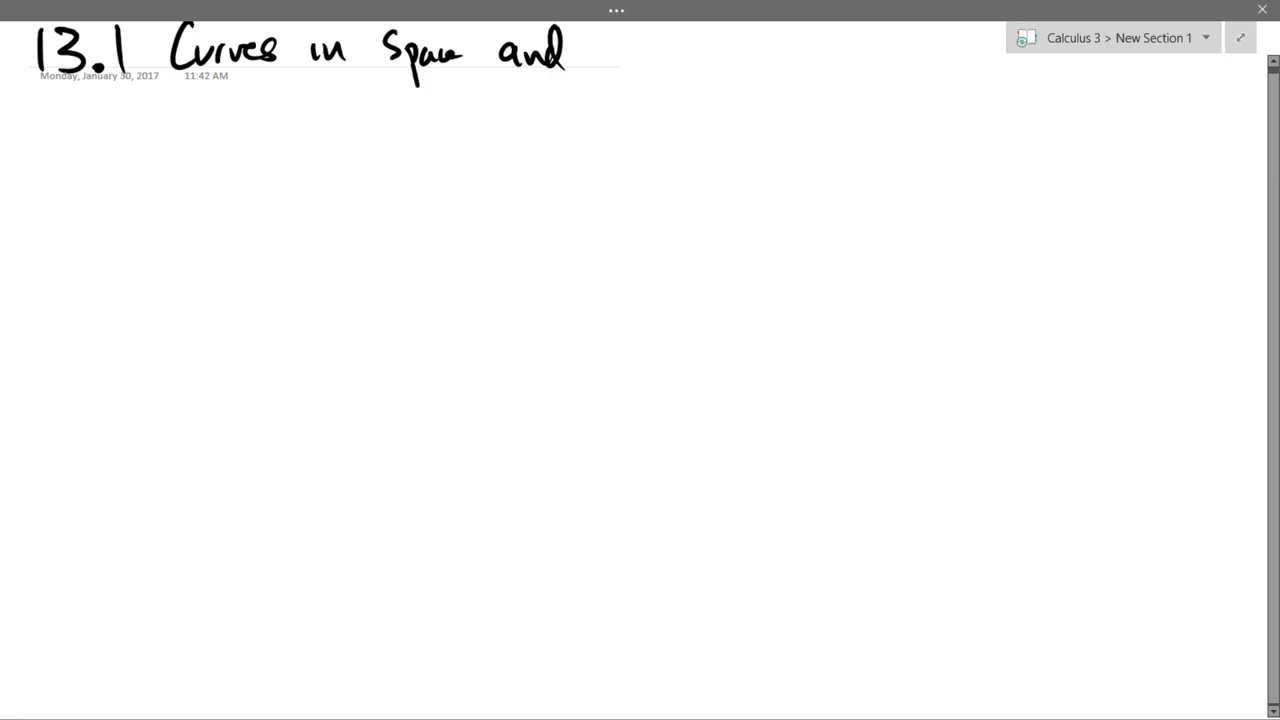 13.1 Curves in Space and
Calculus 3 > New Section 1
Monday, January 30, 2017 11:42 AM